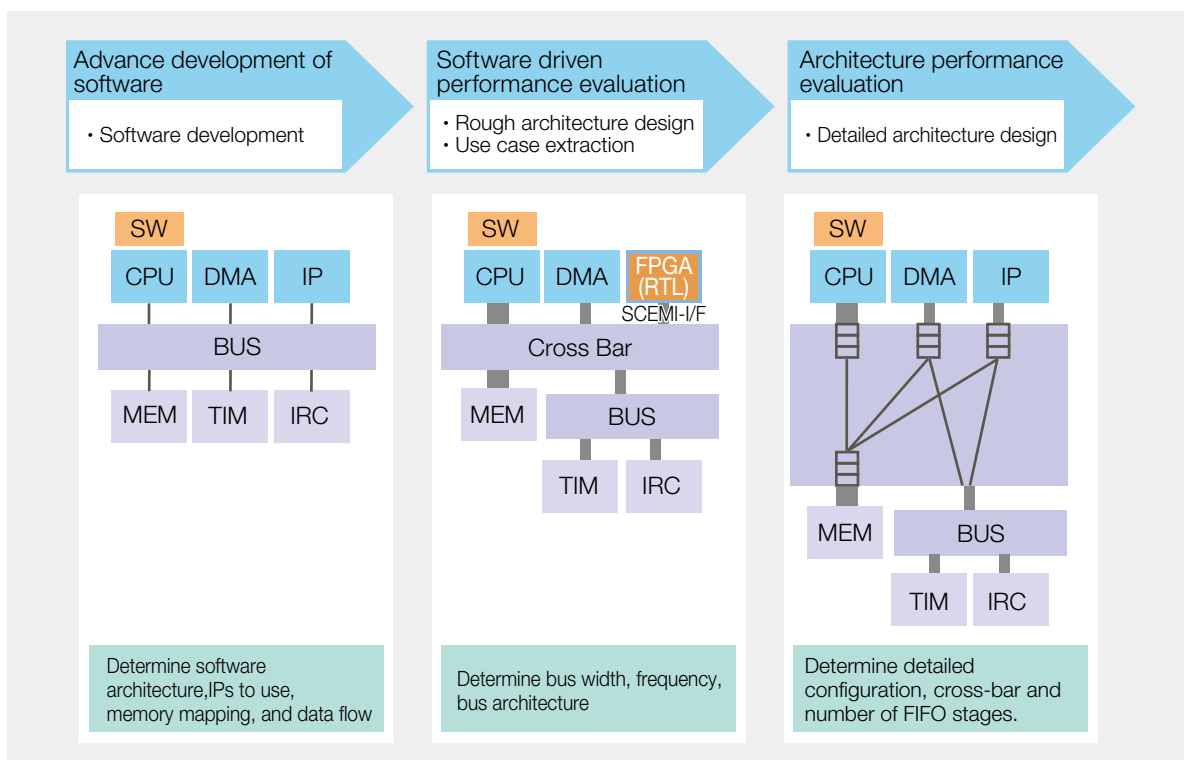 Advance development of
software
・Software development
Software driven
performance evaluation
・Rough architecture design
・Use case extraction
Architecture performance
evaluation
・Detailed architecture design
SW
CPU
DMA
IP
BUS
MEM
TIM
IRC
Determine software
architecture,IPs to use,
memory mapping, and data flow
SW
CPU
DMA
FPGA
(RTL)
SCEMI-I/F
Cross Bar
MEM
BUS
TIM
IRC
Determine bus width, frequency,
bus architecture
SW
CPU
DMA
IP
MEM
BUS
TIM
IRC
Determine detailed
configuration, cross-bar and
number of FIFO stages.